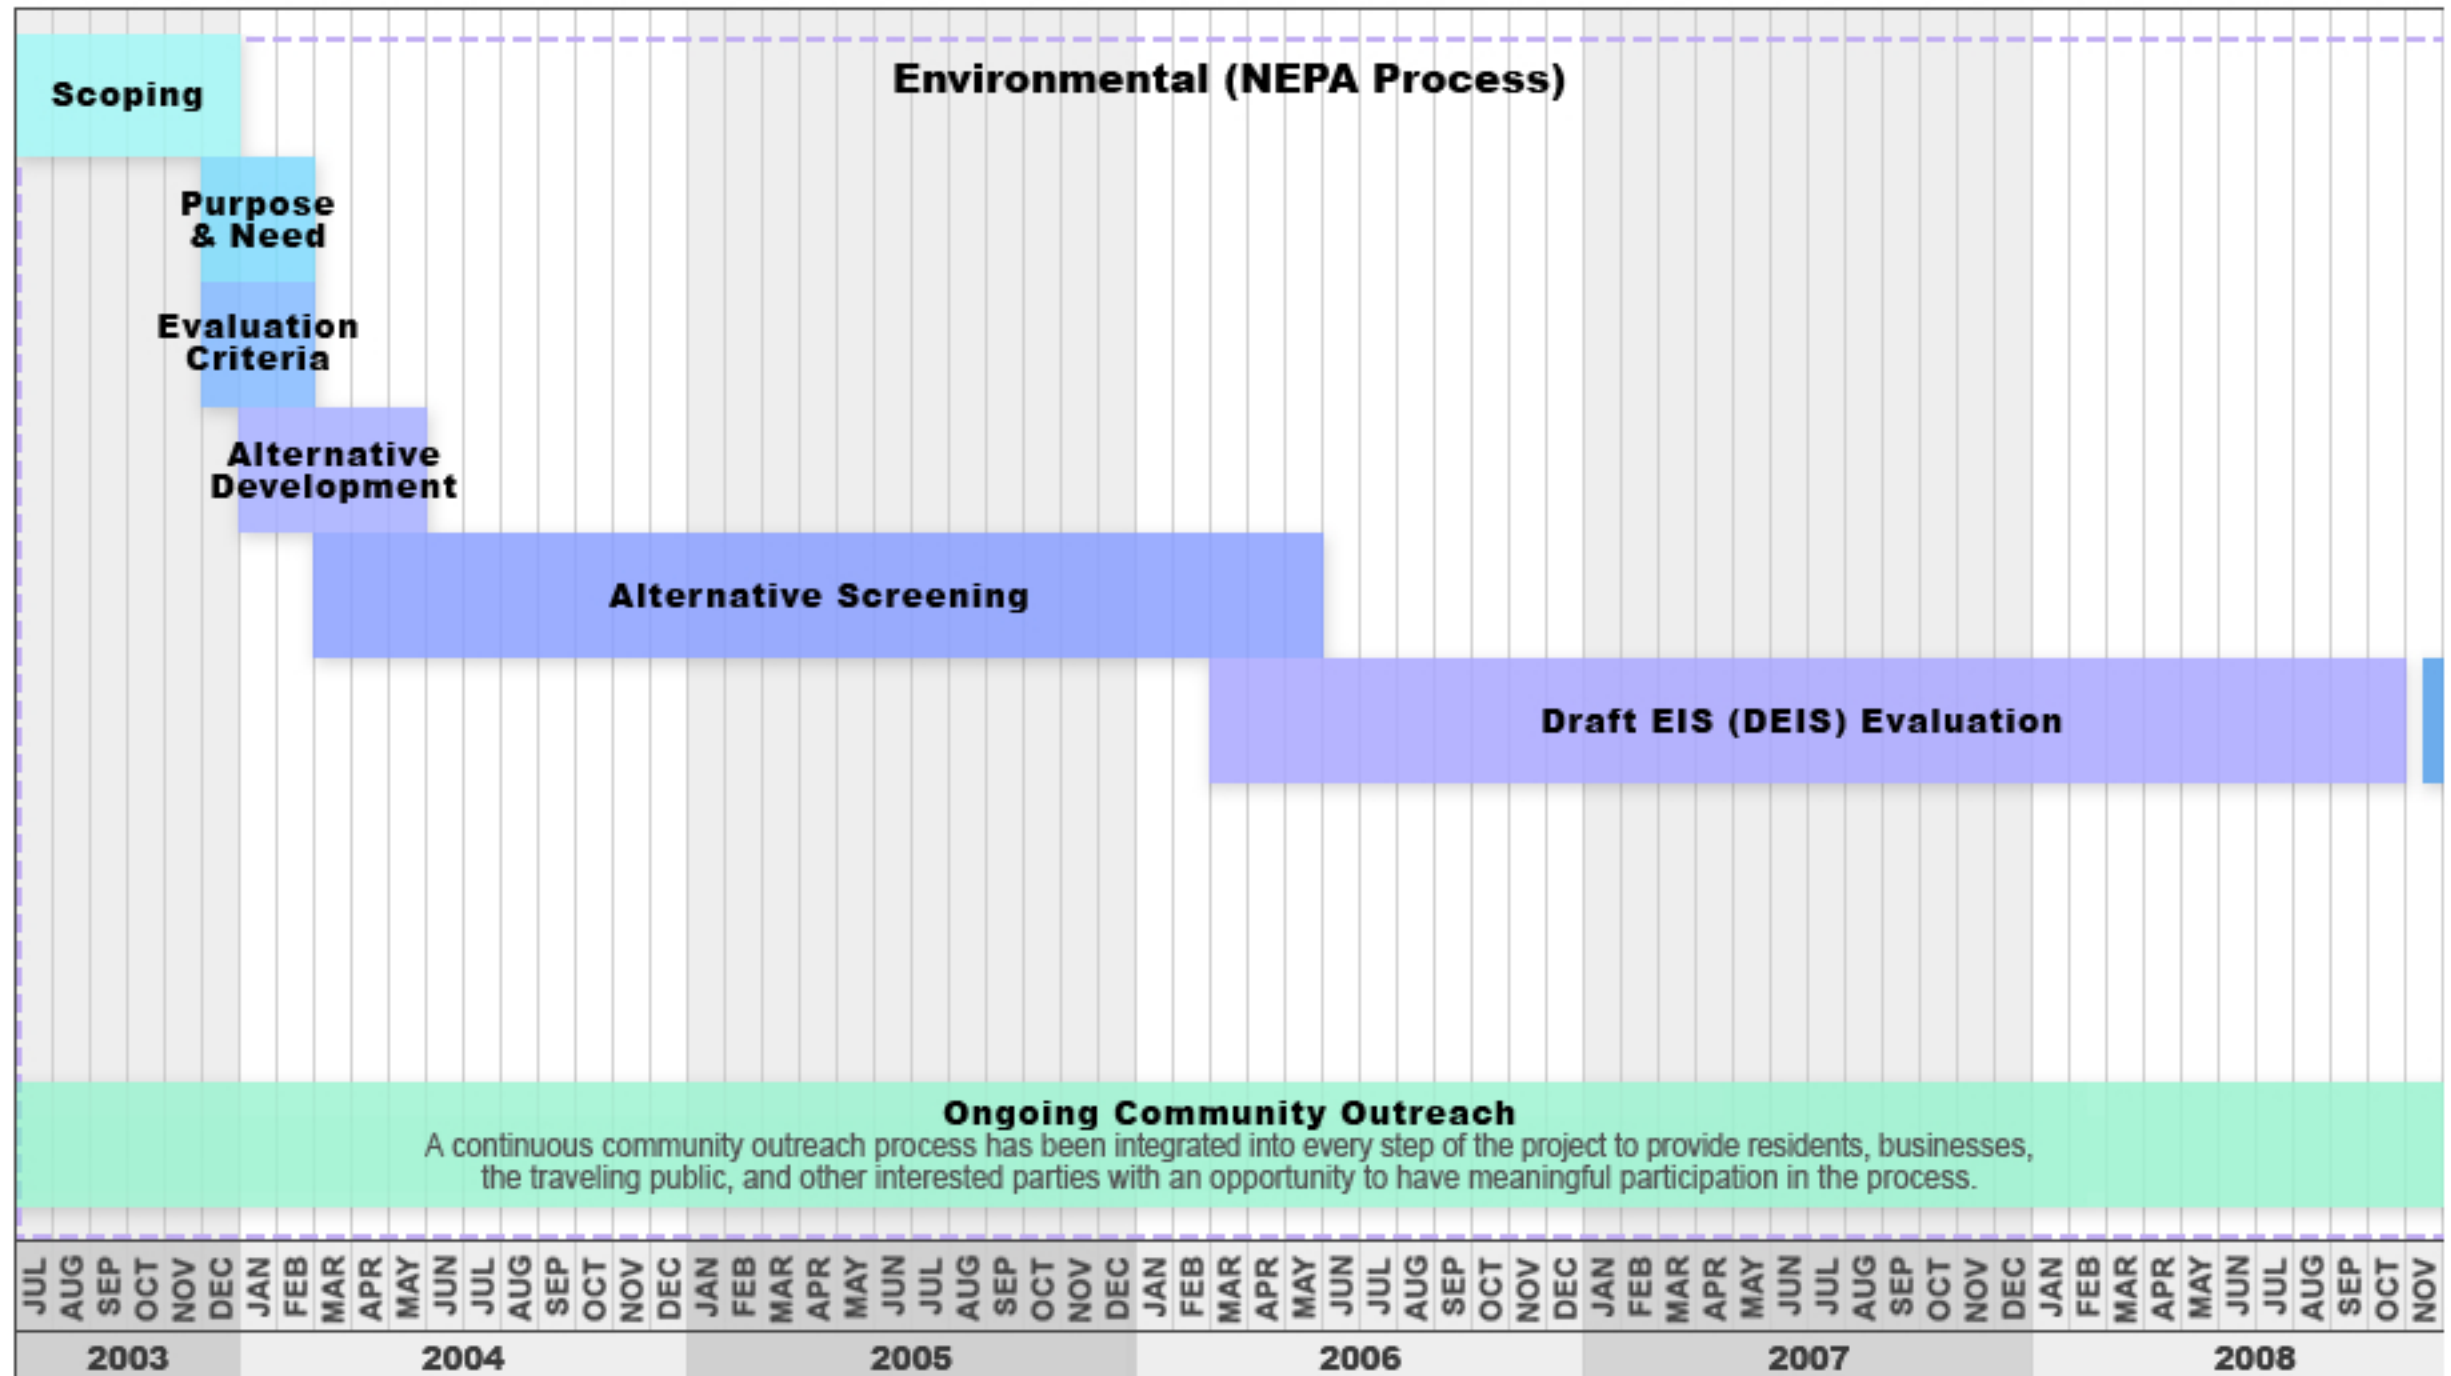 Environmental (NEPA Process)
Scoping
Purpose
& Need
Evaluation
Criteria
Alternative
Development
Alternative Screening
Draft EIS (DEIS) Evaluation
Ongoing Community Outreach
A continuous community outreach process has been integrated into every step of the project to provide residents, businesses,
the traveling public, and other interested parties with an opportunity to have meaningful participation in the process.
JUL AUG SEP OCT NOV DEC JAN FEB MAR APR MAY JUN JUL AUG SEP OCT NOV DEC JAN FEB MAR APR MAY JUN JUL AUG SEP OCT NOV DEC JAN FEB MAR APR MAY JUN JUL AUG SEP OCT NOV DEC JAN FEB MAR APR MAY JUN JUL AUG SEP OCT NOV DEC JAN FEB MAR APR MAY JUN JUL AUG SEP OCT NOV
2003 2004 2005 2006 2007 2008